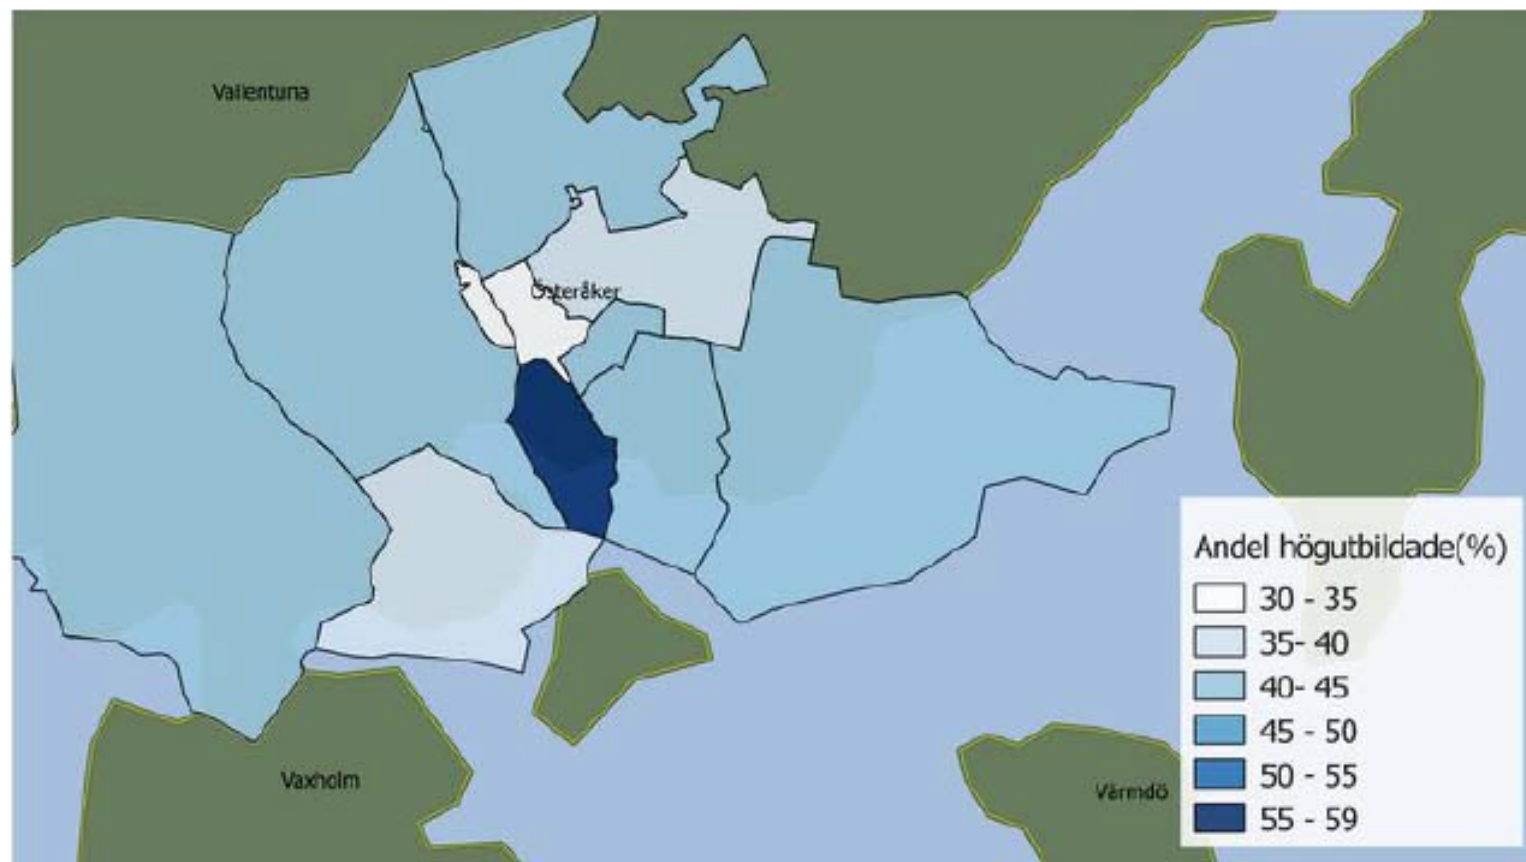 Vallentuna
Österåker
Andel högutbildade(%)
30 - 35
35- 40
40- 45
45 - 50
50 - 55
55 - 59
Vaxholm
Värmdö